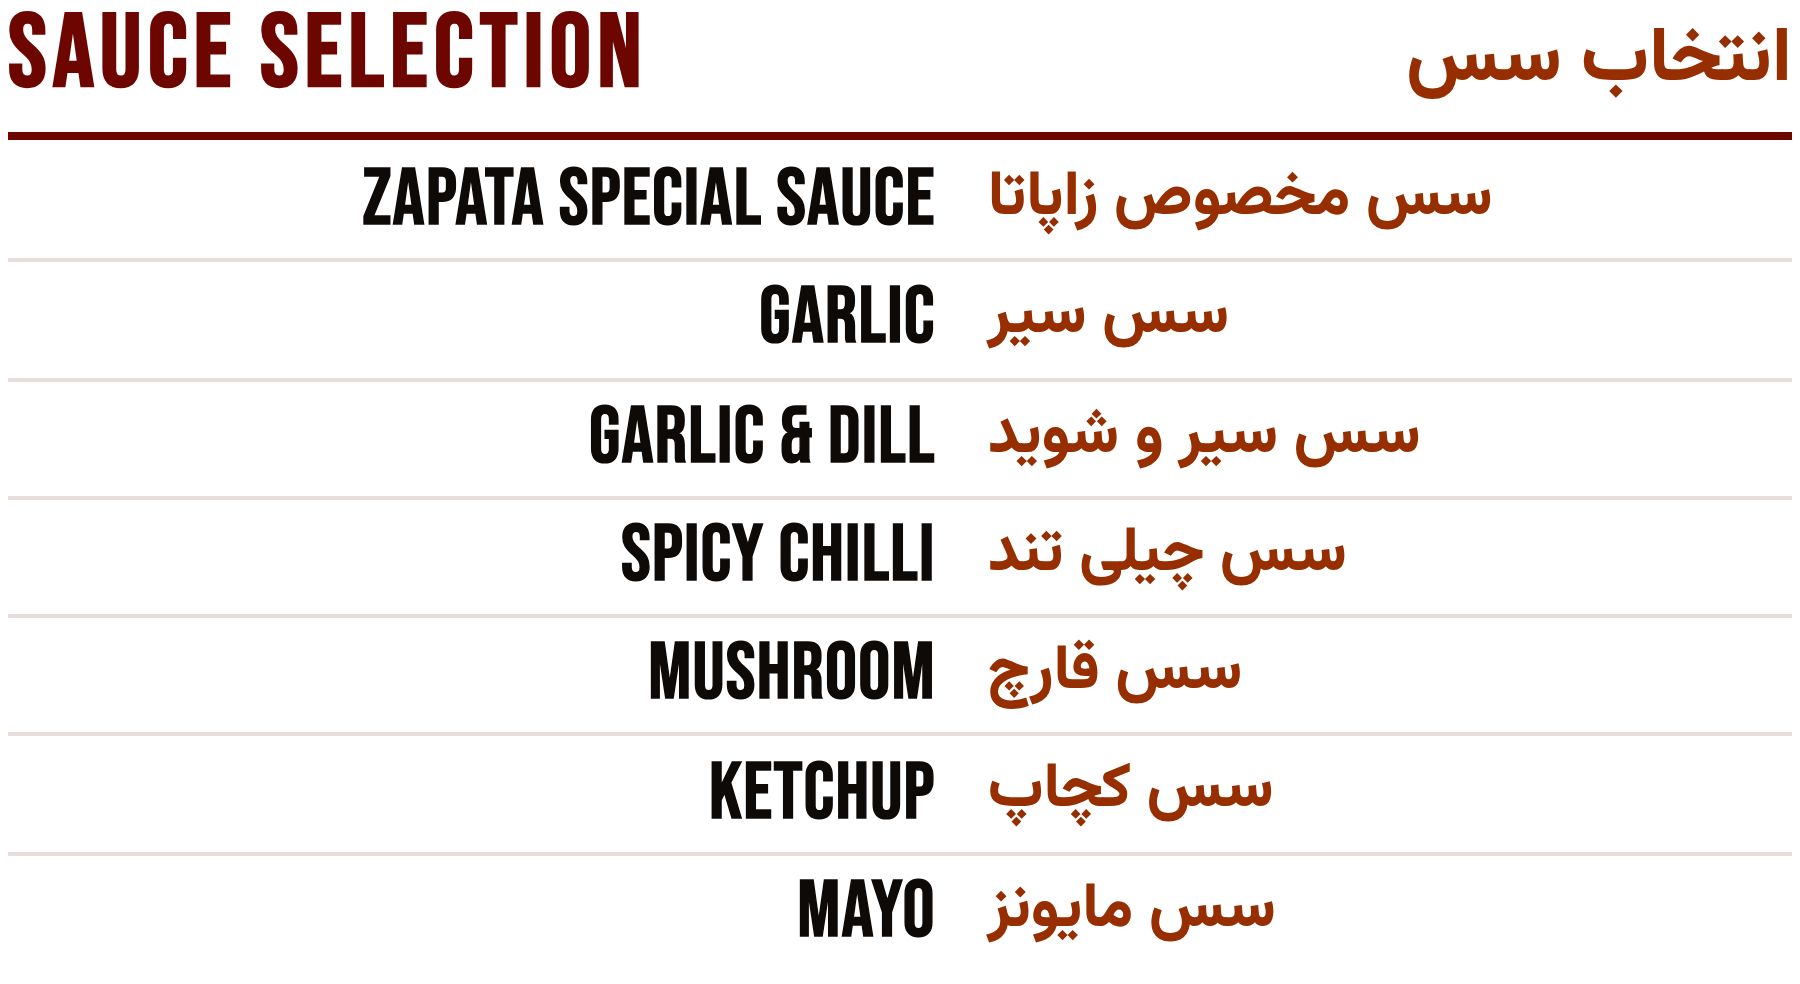 SAUCE SELECTION انتخاب سس
ZAPATA SPECIAL SAUCE سس مخصوص زاپاتا
GARLIC سس سیر
GARLIC & DILL سس سیر و شوید
SPICY CHILLI سس چیلی تند
MUSHROOM سس قارچ
KETCHUP سس کچاپ
MAYO سس مایونز